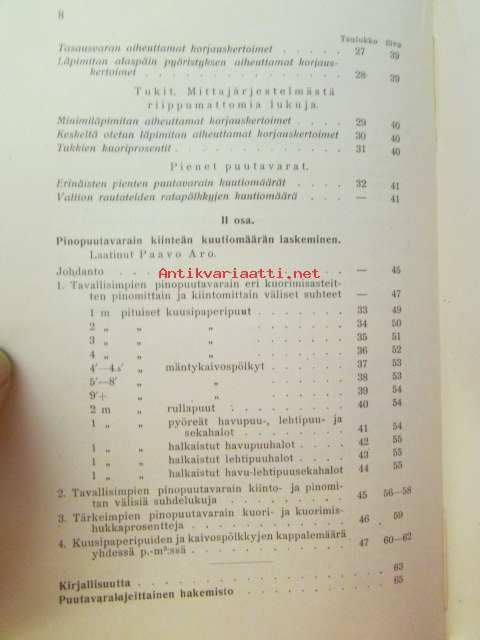 8
Taulukko Sivu
Tasausvaran aiheuttamat korjauskertoimet . . . . . 27 39
Läpimitan alaspäin pyöristyksen aiheuttamat korjaus-
kertoimet . . . . . . . . . . . . . 28 39
Tukit. Mittajärjestelmästä
riippumattomia lukuja.
Minimiläpimitan aiheuttamat korjauskertoimet . . . . 29 40
Keskeltä otetun läpimitan aiheuttamat korjauskertoimet 30 40
Tukkien kuoriprosentit . . . . . . . . . . . 31 40
Pienet puutavarat.
Erinäisten pienten puutavarain kuutiomäärät . . . . 32 41
Valtion rautateiden ratapölkkyjen kuutiomäärä . . . . — 41
II osa.
Pinopuutavarain kiinteän kuutiomäärän laskeminen.
Laatinut Paavo Aro.
Johdanto . . . . . . . . . . . . . — 45
Antikvariaatti.net
1. Tavallisimpien pinopuutavarain eri kuorimisasteit-
ten pinomittain ja kiintomittain väliset suhteet — 47
1 m pituiset kuusipaperipuut . . . . . . . 33 49
2 „ „ „ . . . . . . . 34 50
3 „ „ „ . . . . . . . 35 51
4 „ „ „ . . . . . . . 36 52
4'—4.s' „ mäntykaivospölkyt . . . . . . 37 53
5'—8' „ „ . . . . . . 38 53
9'+ „ „ . . . . . . 39 54
2 m „ rullapuut . . . . . . . . 40 54
1 „ „ pyöreät havupuu-, lehtipuu- ja
sekahalot . . . . . . . . 41 54
1 „ „ halkaistut havupuuhalot . . . . 42 55
1 „ „ halkaistut lehtipuuhalot . . . . 43 55
1 „ „ halkaistut havu-lehtipuusekahalot 44 55
2. Tavallisimpien pinopuutavarain kiinto- ja pinomi-
tan välisiä suhdelukuja . . . . . . . . 45 56—58
3. Tärkeimpien pinopuutavarain kuori- ja kuorimis-
hukkaprosentteja . . . . . . . . . . 46 59
4. Kuusipaperipuiden ja kaivospölkkyjen kappalemäärä
yhdessä p.-m³:ssä . . . . . . . . . . 47 60—62
Kirjallisuutta . . . . . . . . . . . . . 63
Puutavaralajeittainen hakemisto . . . . . . . . 65